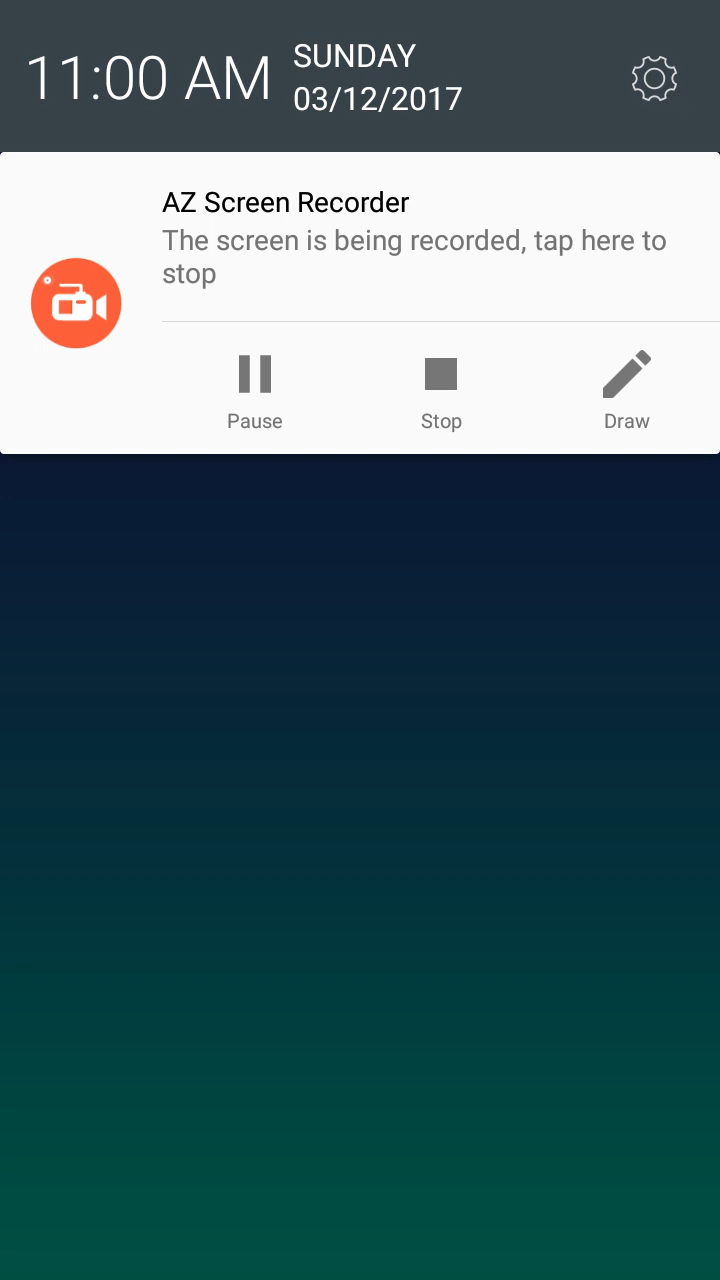 11:00 AM
SUNDAY
03/12/2017
AZ Screen Recorder
The screen is being recorded, tap here to
stop
Pause
Stop
Draw